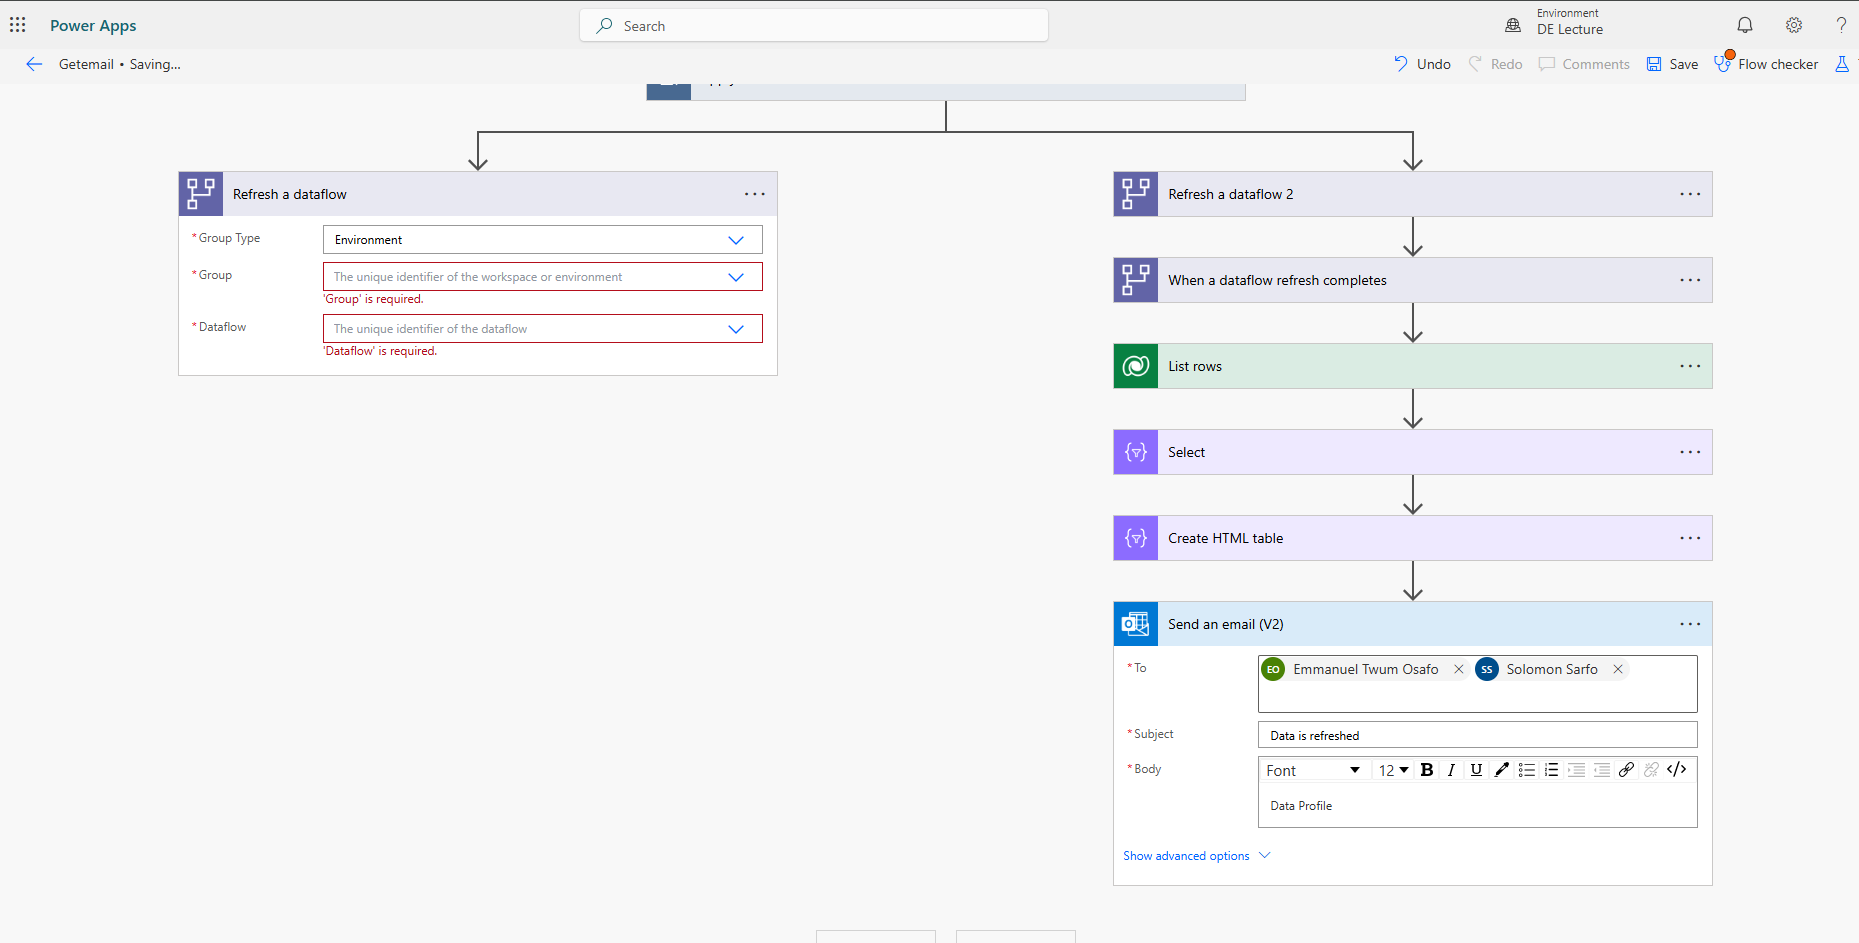 Power Apps
Search
Environment
DE Lecture
?
Getemail • Saving...
Undo
Redo
Comments
Save
Flow checker
Refresh a dataflow
* Group Type
Environment
* Group
The unique identifier of the workspace or environment
'Group' is required.
* Dataflow
The unique identifier of the dataflow
'Dataflow' is required.
Refresh a dataflow 2
When a dataflow refresh completes
List rows
Select
Create HTML table
Send an email (V2)
* To
EO Emmanuel Twum Osafo
SS Solomon Sarfo
* Subject
Data is refreshed
* Body
Font
12
B I U
Data Profile
Show advanced options